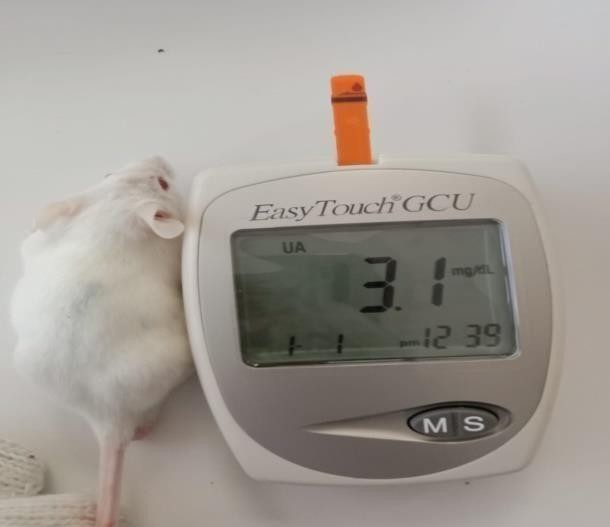 EasyTouch® GCU
UA
3.1 mg/dL
1- 1 pm 12 39
M S